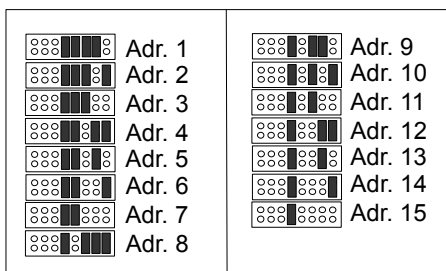 Adr. 1
Adr. 2
Adr. 3
Adr. 4
Adr. 5
Adr. 6
Adr. 7
Adr. 8
Adr. 9
Adr. 10
Adr. 11
Adr. 12
Adr. 13
Adr. 14
Adr. 15